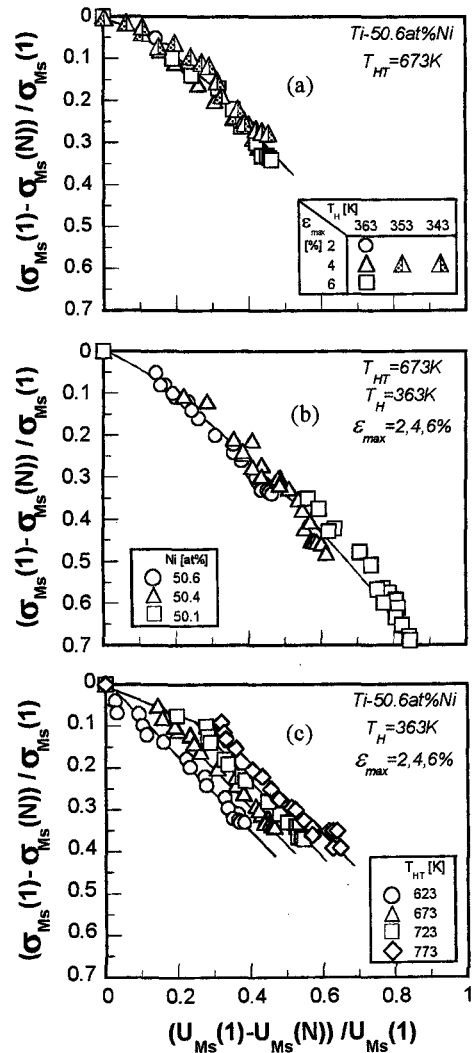 0
0.1
0.2
0.3
0.4
0.5
0.6
0.7
(σMs(1)-σMs(N)) / σMs(1)
Ti-50.6at%Ni
THT=673K
(a)
TH [K]
εmax 363 353 343
[%] 2
4
6
0
0.1
0.2
0.3
0.4
0.5
0.6
0.7
(σMs(1)-σMs(N)) / σMs(1)
THT=673K
TH=363K
(b)
εmax=2,4,6%
Ni [at%]
50.6
50.4
50.1
0
0.1
0.2
0.3
0.4
0.5
0.6
0.7
(σMs(1)-σMs(N)) / σMs(1)
Ti-50.6at%Ni
(c) TH=363K
εmax=2,4,6%
THT [K]
623
673
723
773
0 0.2 0.4 0.6 0.8 1
(UMs(1)-UMs(N)) /UMs(1)